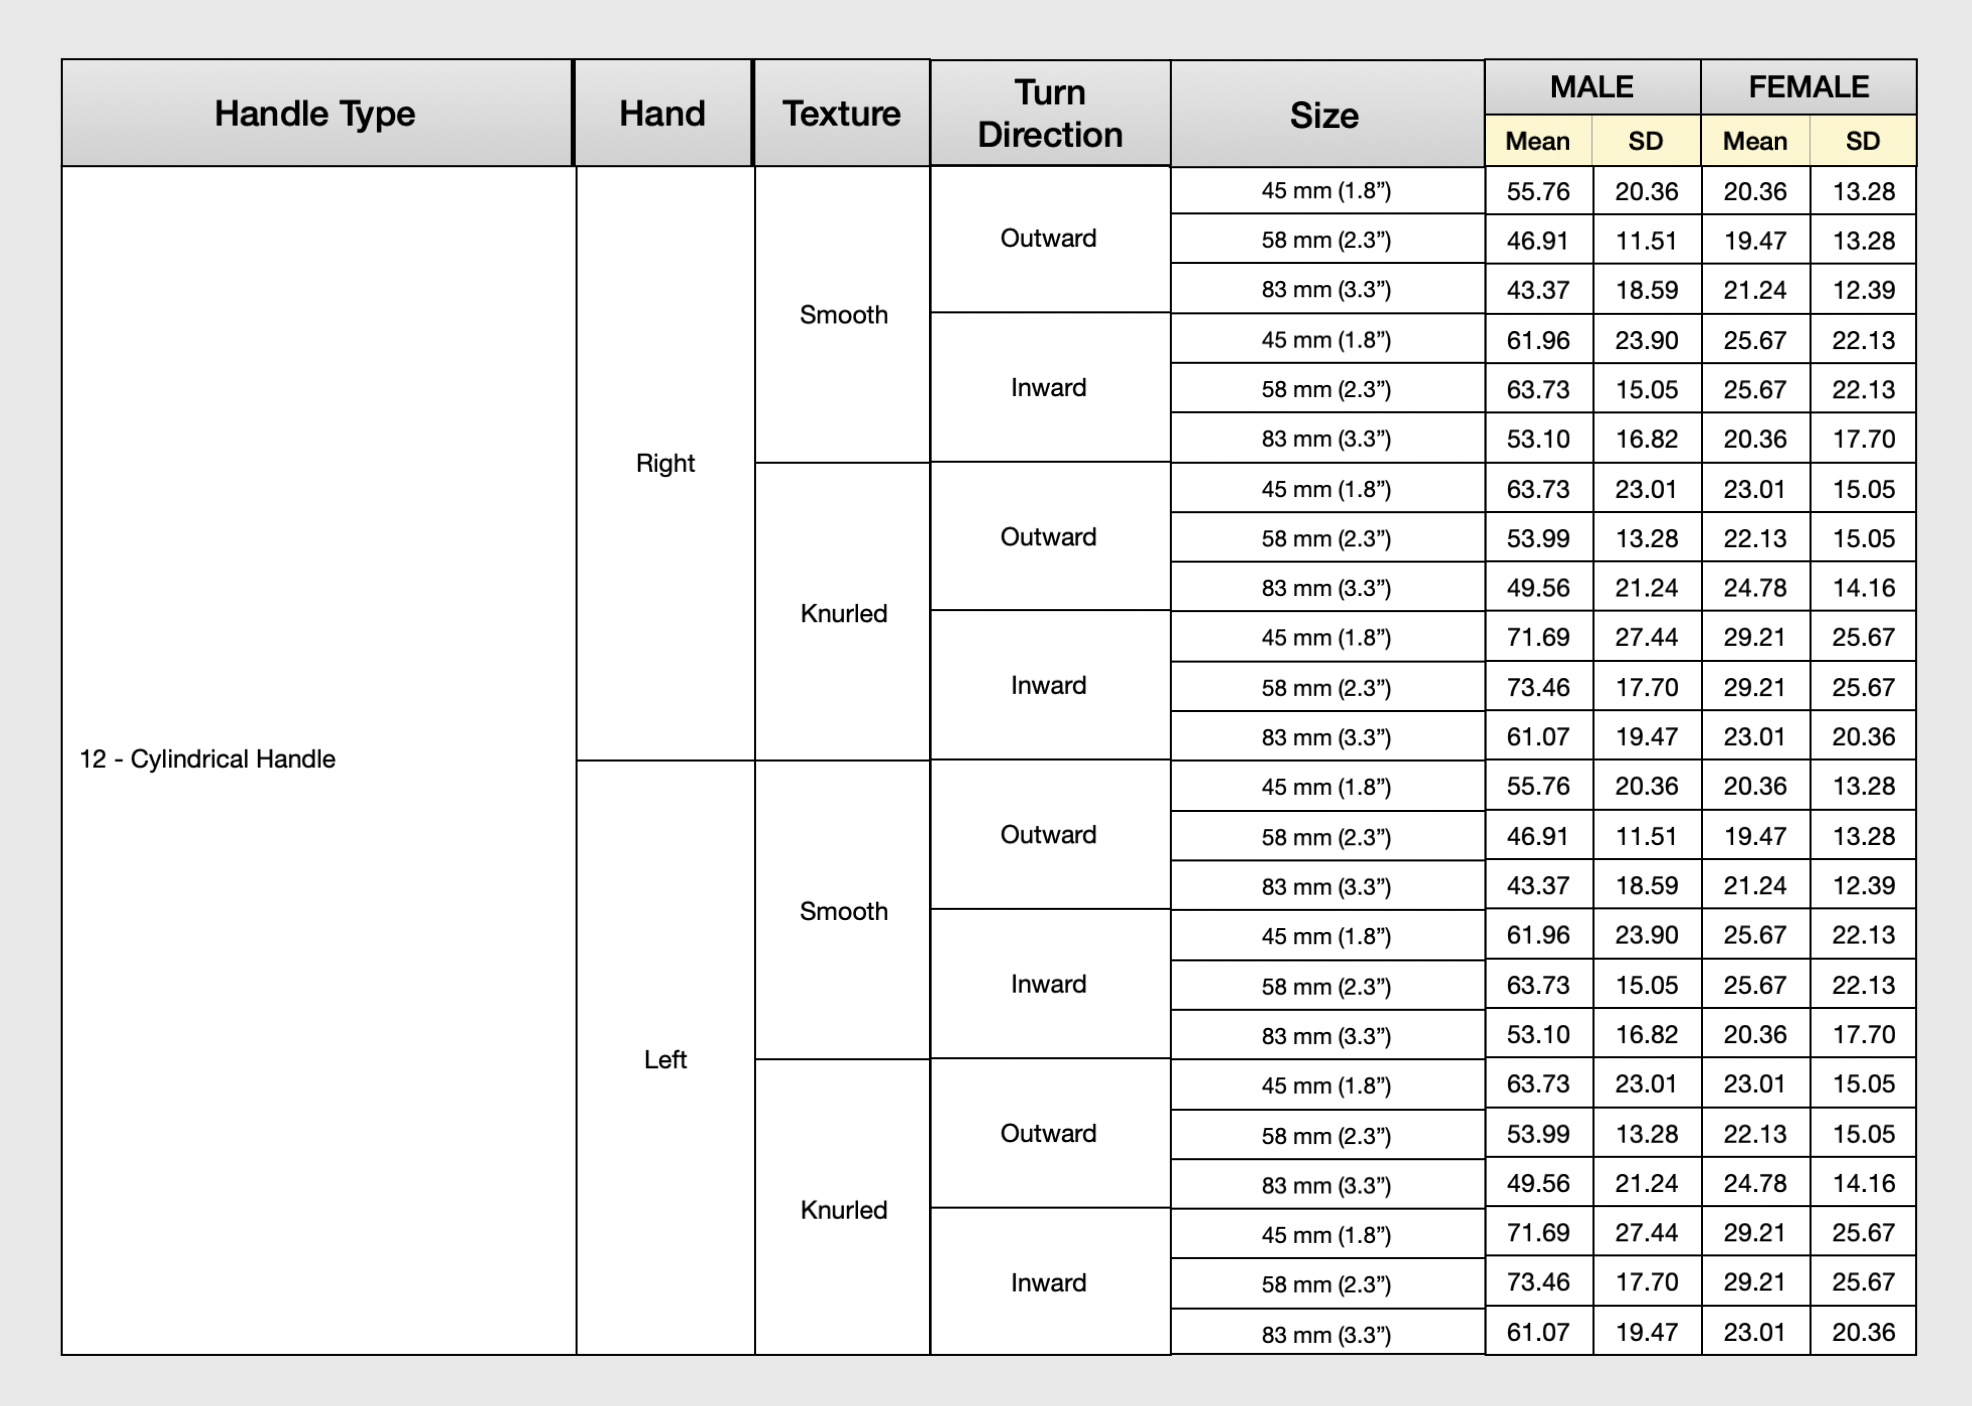 Handle Type Hand Texture Turn Direction Size MALE FEMALE
Mean SD Mean SD
12 - Cylindrical Handle
Right
Smooth
Outward
45 mm (1.8”) 55.76 20.36 20.36 13.28
58 mm (2.3”) 46.91 11.51 19.47 13.28
83 mm (3.3”) 43.37 18.59 21.24 12.39
Inward
45 mm (1.8”) 61.96 23.90 25.67 22.13
58 mm (2.3”) 63.73 15.05 25.67 22.13
83 mm (3.3”) 53.10 16.82 20.36 17.70
Knurled
Outward
45 mm (1.8”) 63.73 23.01 23.01 15.05
58 mm (2.3”) 53.99 13.28 22.13 15.05
83 mm (3.3”) 49.56 21.24 24.78 14.16
Inward
45 mm (1.8”) 71.69 27.44 29.21 25.67
58 mm (2.3”) 73.46 17.70 29.21 25.67
83 mm (3.3”) 61.07 19.47 23.01 20.36
Left
Smooth
Outward
45 mm (1.8”) 55.76 20.36 20.36 13.28
58 mm (2.3”) 46.91 11.51 19.47 13.28
83 mm (3.3”) 43.37 18.59 21.24 12.39
Inward
45 mm (1.8”) 61.96 23.90 25.67 22.13
58 mm (2.3”) 63.73 15.05 25.67 22.13
83 mm (3.3”) 53.10 16.82 20.36 17.70
Knurled
Outward
45 mm (1.8”) 63.73 23.01 23.01 15.05
58 mm (2.3”) 53.99 13.28 22.13 15.05
83 mm (3.3”) 49.56 21.24 24.78 14.16
Inward
45 mm (1.8”) 71.69 27.44 29.21 25.67
58 mm (2.3”) 73.46 17.70 29.21 25.67
83 mm (3.3”) 61.07 19.47 23.01 20.36